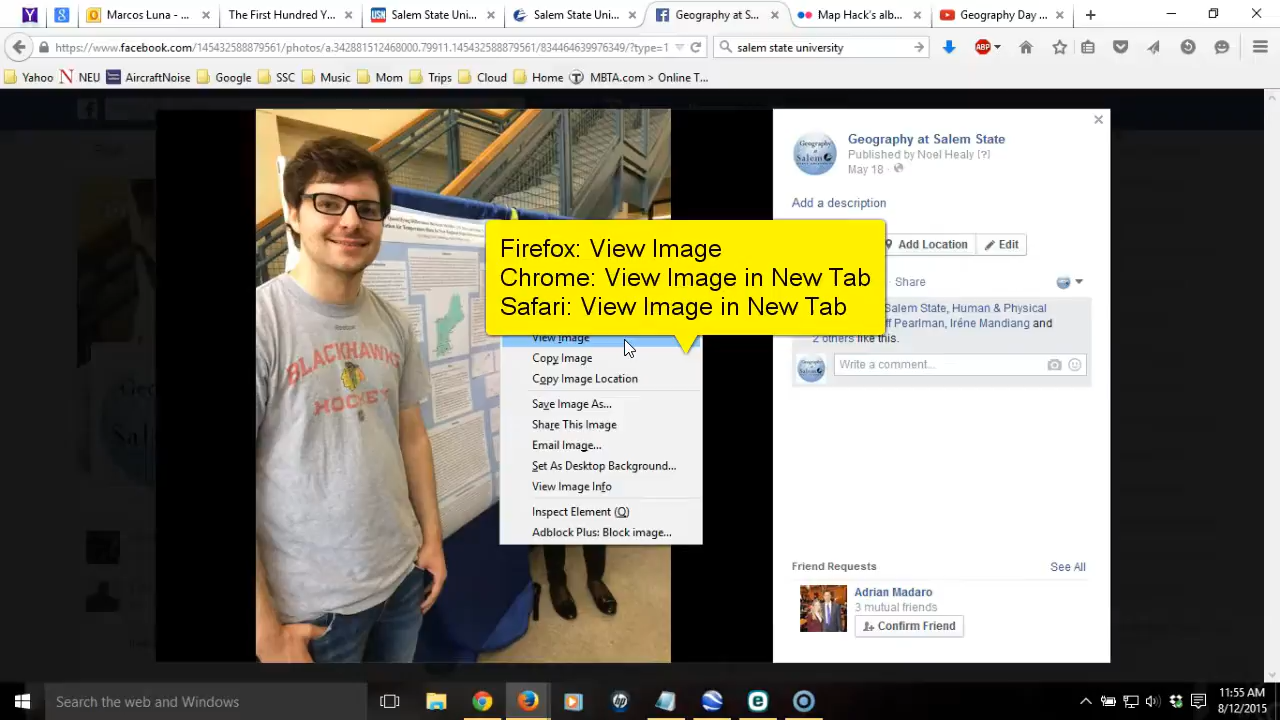 Marcos Luna -
The First Hundred Y...
Salem State Uni...
Salem State Uni...
Geography at S...
Map Hack's alb...
Geography Day ...
https://www.facebook.com/145432588879561/photos/a.342881512468000.79911.145432588879561/834464639976349/?type=1
salem state university
Yahoo
NEU
AircraftNoise
Google
SSC
Music
Mom
Trips
Cloud
Home
MBTA.com > Online T...
Geography at Salem State
Published by Noel Healy [?]
May 18 ·
Add a description
Add Location
Edit
Share
Firefox: View Image
Chrome: View Image in New Tab
Safari: View Image in New Tab
Salem State, Human & Physical
Pearlman, Iréne Mandiang and
2 others like this.
Write a comment...
View Image
Copy Image
Copy Image Location
Save Image As...
Share This Image
Email Image...
Set As Desktop Background...
View Image Info
Inspect Element (Q)
Adblock Plus: Block image...
BLACKHAWKS
HOCKEY
Friend Requests
See All
Adrian Madaro
3 mutual friends
Confirm Friend
Search the web and Windows
11:55 AM
8/12/2015